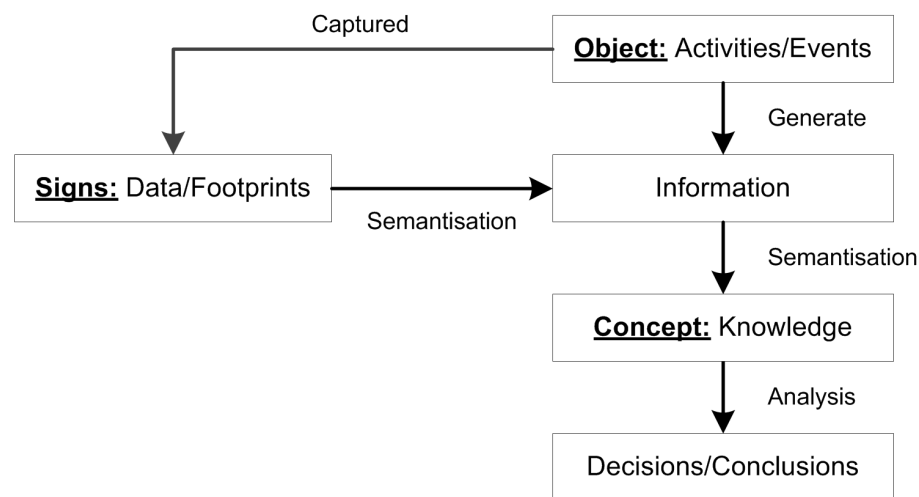 Captured
Object: Activities/Events
Generate
Signs: Data/Footprints
Information
Semantisation
Semantisation
Concept: Knowledge
Analysis
Decisions/Conclusions